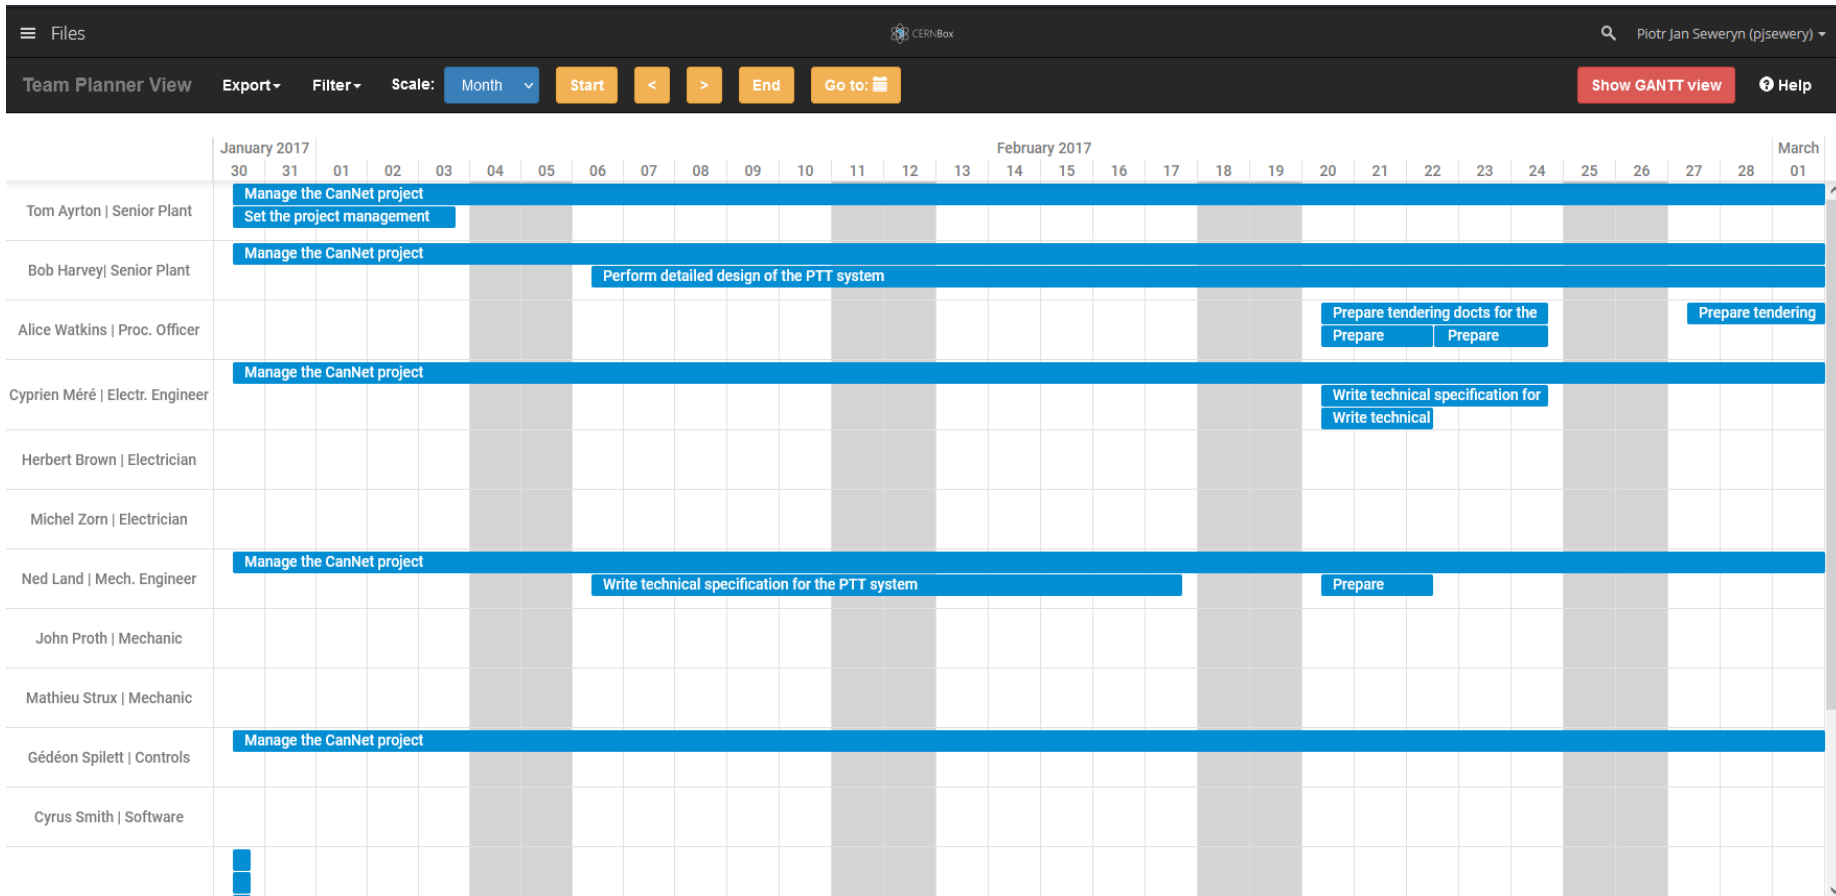 Files
CERNBox
Piotr Jan Seweryn (pjsewery)
Team Planner View
Export
Filter
Scale:
Month
Start
<
>
End
Go to:
Show GANTT view
Help
January 2017
February 2017
March
30 31 01 02 03 04 05 06 07 08 09 10 11 12 13 14 15 16 17 18 19 20 21 22 23 24 25 26 27 28 01
Tom Ayrton | Senior Plant
Manage the CanNet project
Set the project management
Bob Harvey| Senior Plant
Manage the CanNet project
Perform detailed design of the PTT system
Alice Watkins | Proc. Officer
Prepare tendering docts for the
Prepare tendering
Prepare
Prepare
Cyprien Méré | Electr. Engineer
Manage the CanNet project
Write technical specification for
Write technical
Herbert Brown | Electrician
Michel Zorn | Electrician
Ned Land | Mech. Engineer
Manage the CanNet project
Write technical specification for the PTT system
Prepare
John Proth | Mechanic
Mathieu Strux | Mechanic
Gédéon Spilett | Controls
Manage the CanNet project
Cyrus Smith | Software